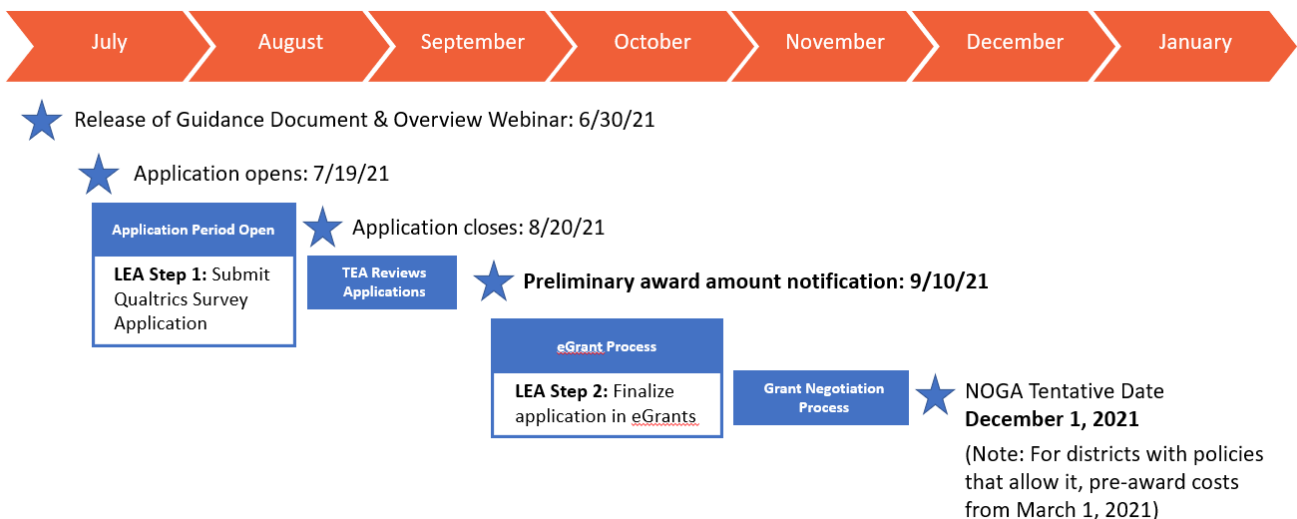 July
August
September
October
November
December
January
Release of Guidance Document & Overview Webinar: 6/30/21
Application opens: 7/19/21
Application Period Open
LEA Step 1: Submit
Qualtrics Survey
Application
Application closes: 8/20/21
TEA Reviews
Applications
Preliminary award amount notification: 9/10/21
eGrant Process
LEA Step 2: Finalize
application in eGrants
Grant Negotiation
Process
NOGA Tentative Date
December 1, 2021
(Note: For districts with policies
that allow it, pre-award costs
from March 1, 2021)